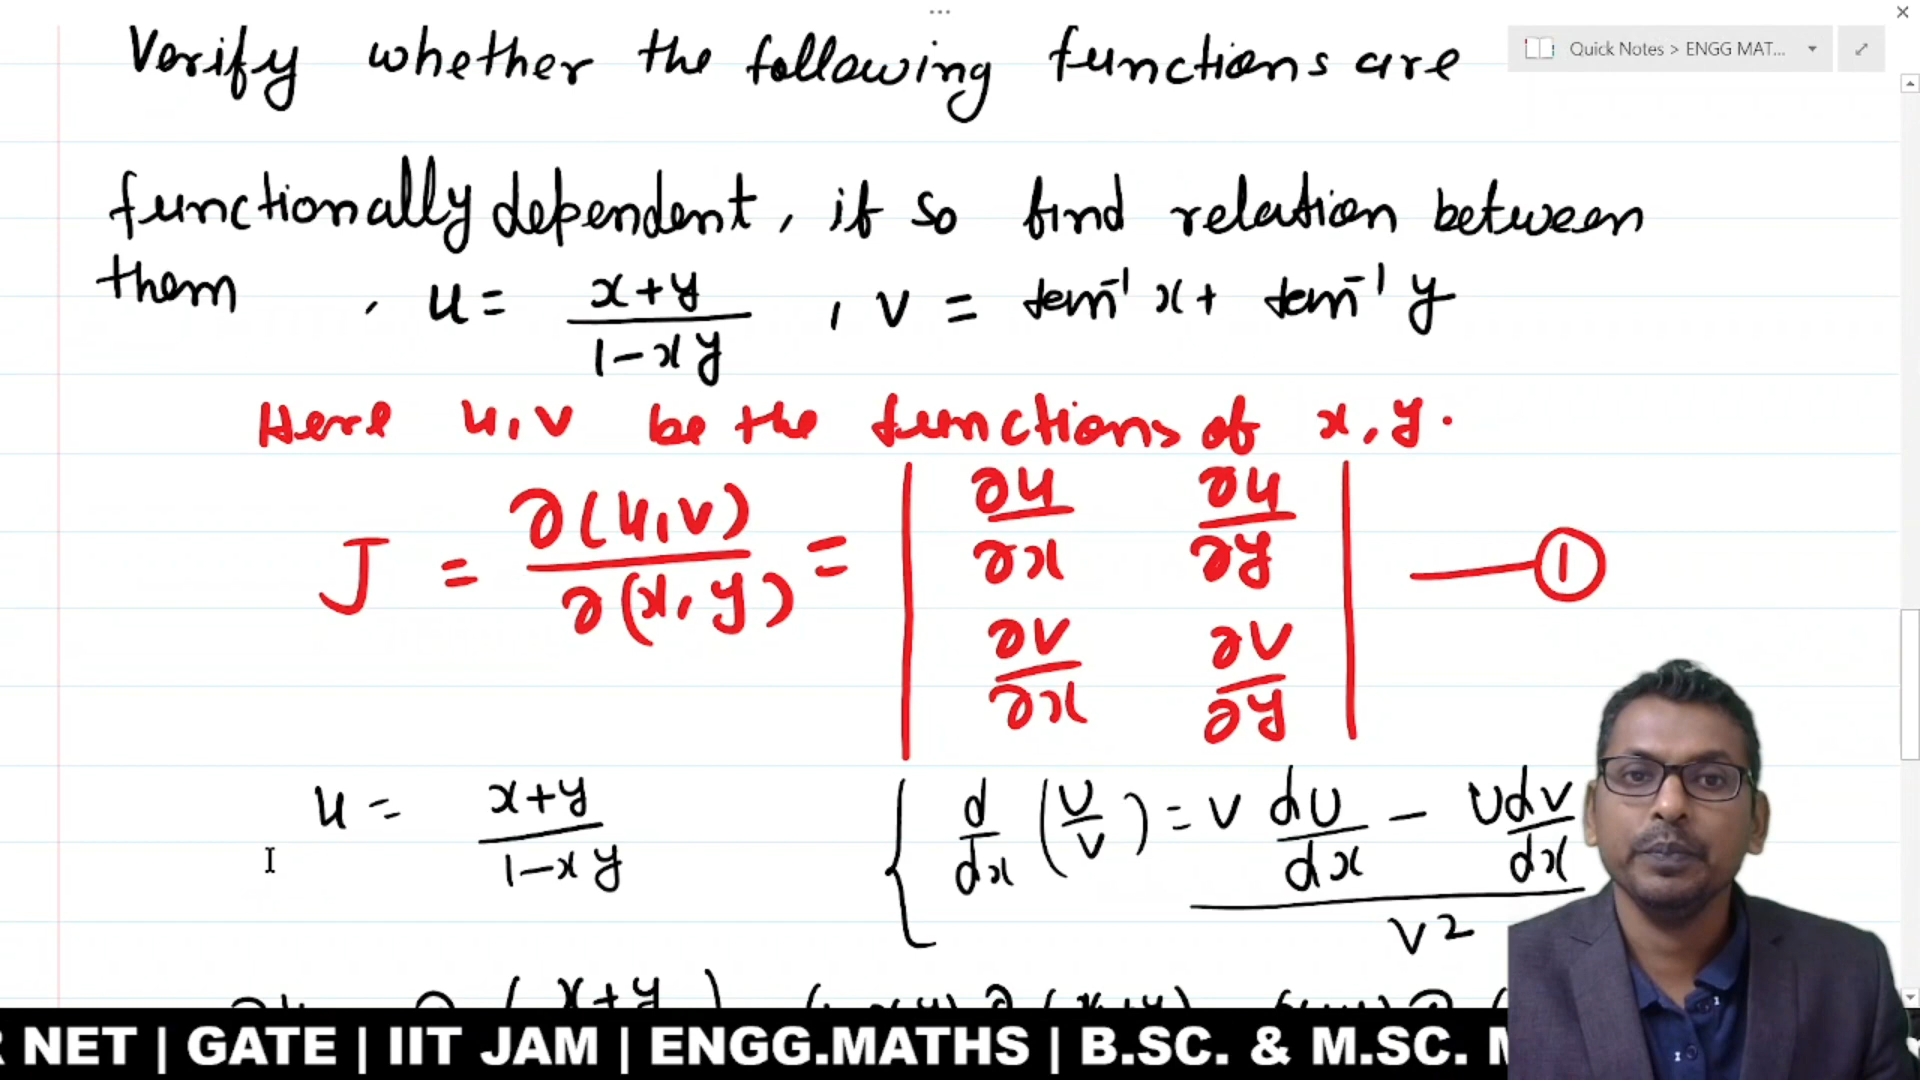 ...
Quick Notes > ENGG MAT...
Verify whether the following functions are
functionally dependent, if so find relation between
them , u = x+y / 1-xy , v = tan⁻¹ x + tan⁻¹ y
Here u, v be the functions of x, y.
J = ∂(u,v) / ∂(x,y) = | ∂u/∂x ∂u/∂y | —— ①
| ∂v/∂x ∂v/∂y |
u = x+y / 1-xy { d/dx (U/V) = V dU/dx - U dV/dx
V2
x+y
R NET | GATE | IIT JAM | ENGG.MATHS | B.SC. & M.SC. M